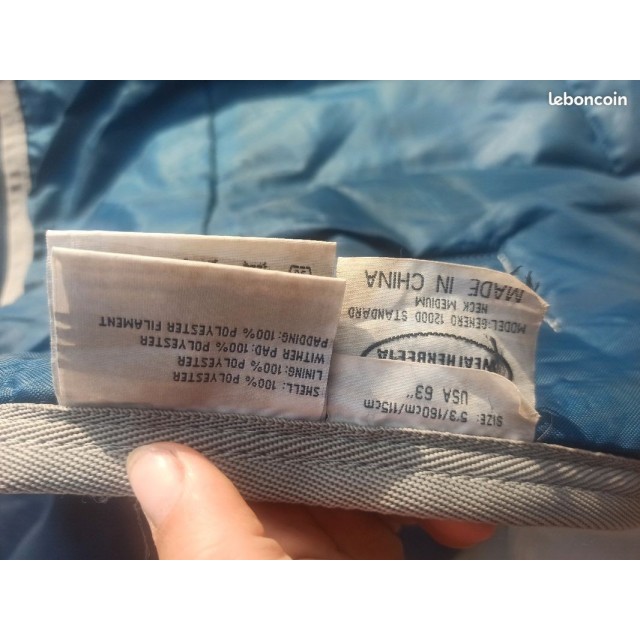 leboncoin
SHELL: 100% POLYESTER
LINING: 100% POLYESTER
WITHER PAD: 100% POLYESTER
PADDING: 100% POLYESTER FILAMENT
SIZE: 5'3/160cm/115cm
USA 63"
WEATHERBEETA
MODEL:GENERO 1200D STANDARD
NECK MEDIUM
MADE IN CHINA